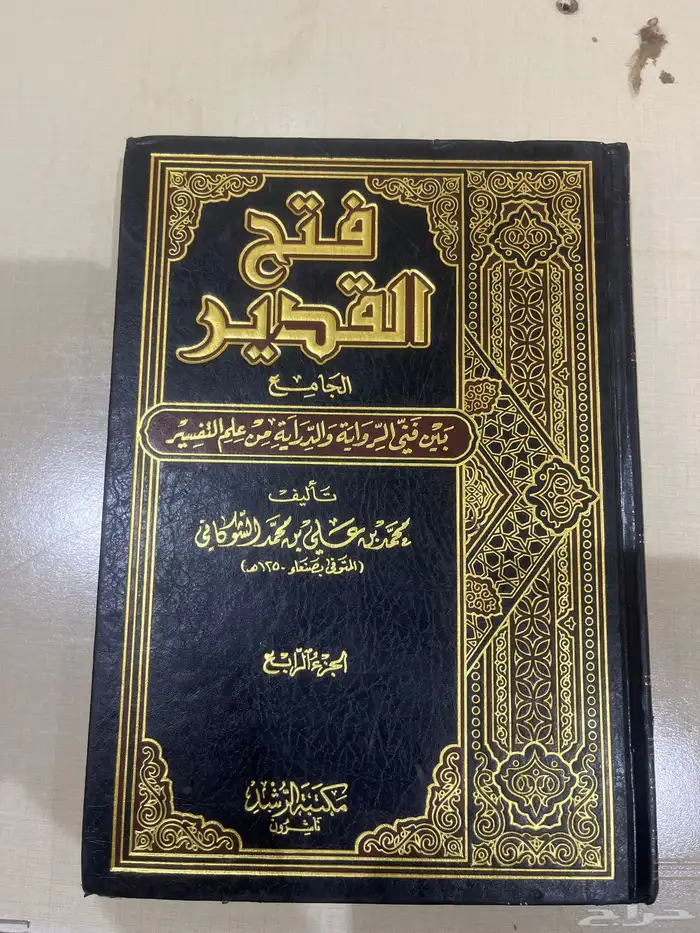 فتح
القدير
الجامع
بين فني الرواية والدراية من علم التفسير
تأليف
محمد بن علي بن محمد الشوكاني
(المتوفى بصنعاء ١٢٥٠هـ)
الجزء الرابع
مكتبة الرشد
ناشرون
حراج